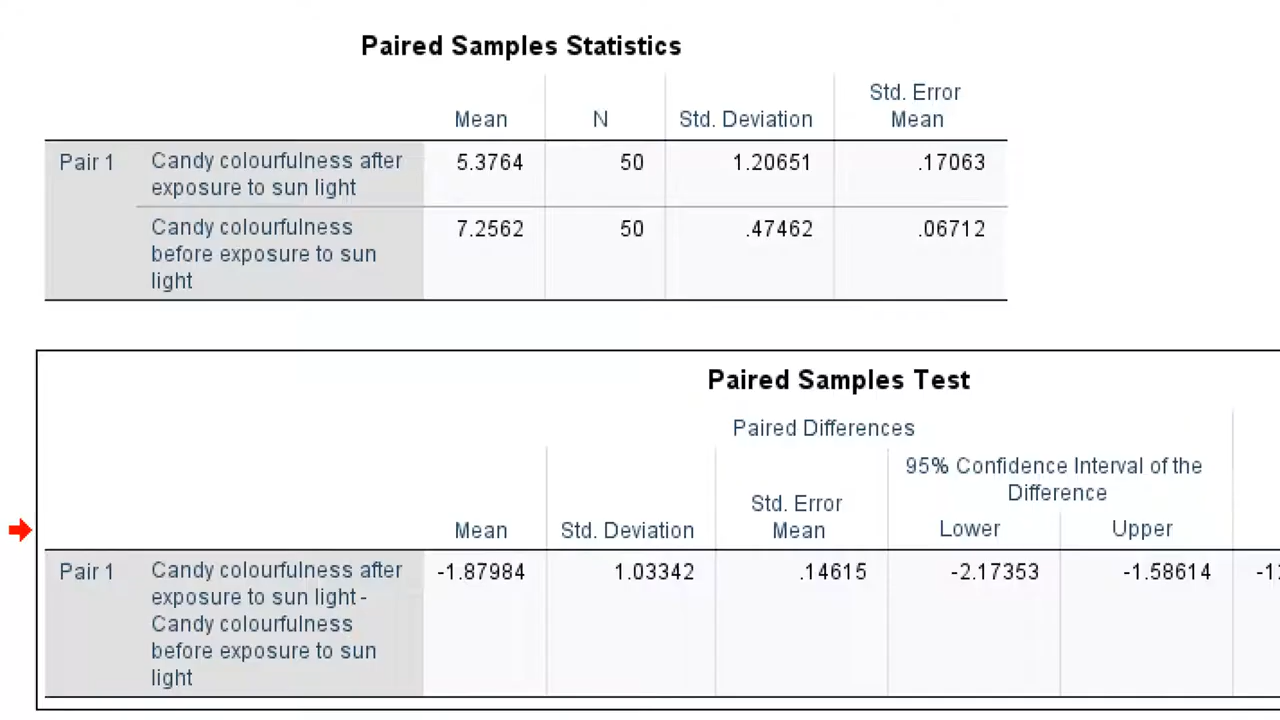 Paired Samples Statistics
Mean N Std. Deviation Std. Error Mean
Pair 1 Candy colourfulness after exposure to sun light 5.3764 50 1.20651 .17063
Candy colourfulness before exposure to sun light 7.2562 50 .47462 .06712
Paired Samples Test
Paired Differences
95% Confidence Interval of the Difference
Mean Std. Deviation Std. Error Mean Lower Upper
Pair 1 Candy colourfulness after exposure to sun light - Candy colourfulness before exposure to sun light -1.87984 1.03342 .14615 -2.17353 -1.58614